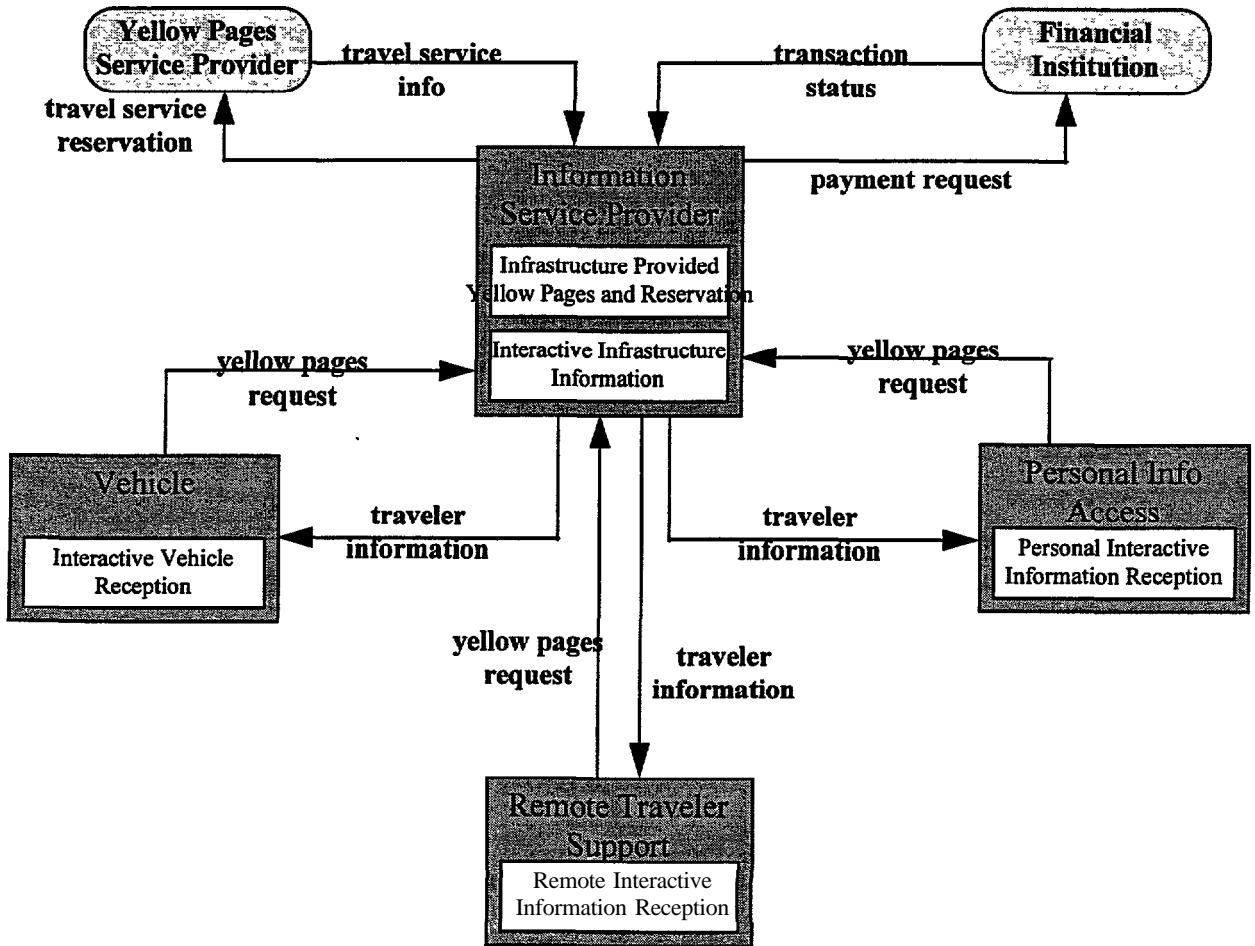 Yellow Pages
Service Provider
travel service
info
transaction
status
Financial
Institution
travel service
reservation
payment request
Information
Service Provider
Infrastructure Provided
Yellow Pages and Reservation
Interactive Infrastructure
Information
yellow pages
request
yellow pages
request
Vehicle
Interactive Vehicle
Reception
traveler
information
traveler
information
Personal Info
Access
Personal Interactive
Information Reception
yellow pages
request
traveler
information
Remote Traveler
Support
Remote Interactive
Information Reception